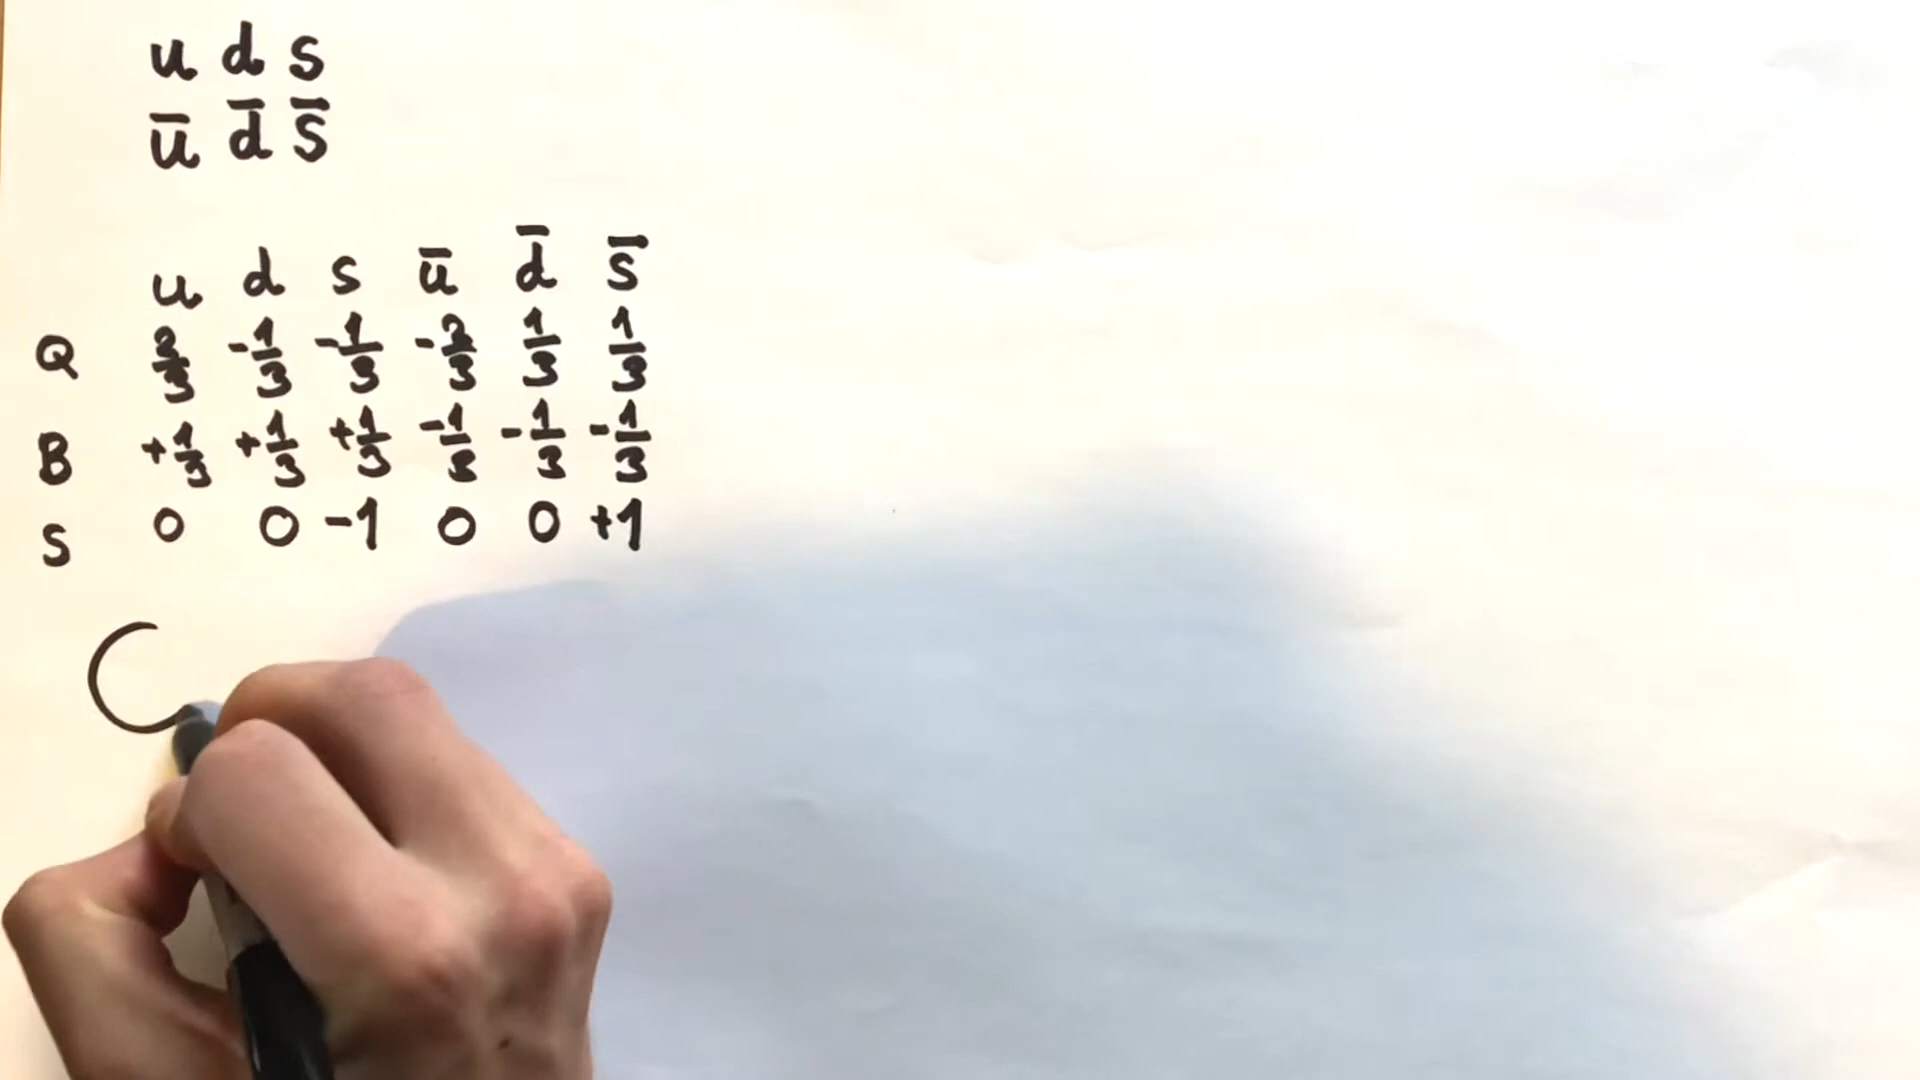 u d s
ū d̄ s̄
u d s ū d̄ s̄
Q 2/3 -1/3 -1/3 -2/3 1/3 1/3
B +1/3 +1/3 +1/3 -1/3 -1/3 -1/3
S 0 0 -1 0 0 +1